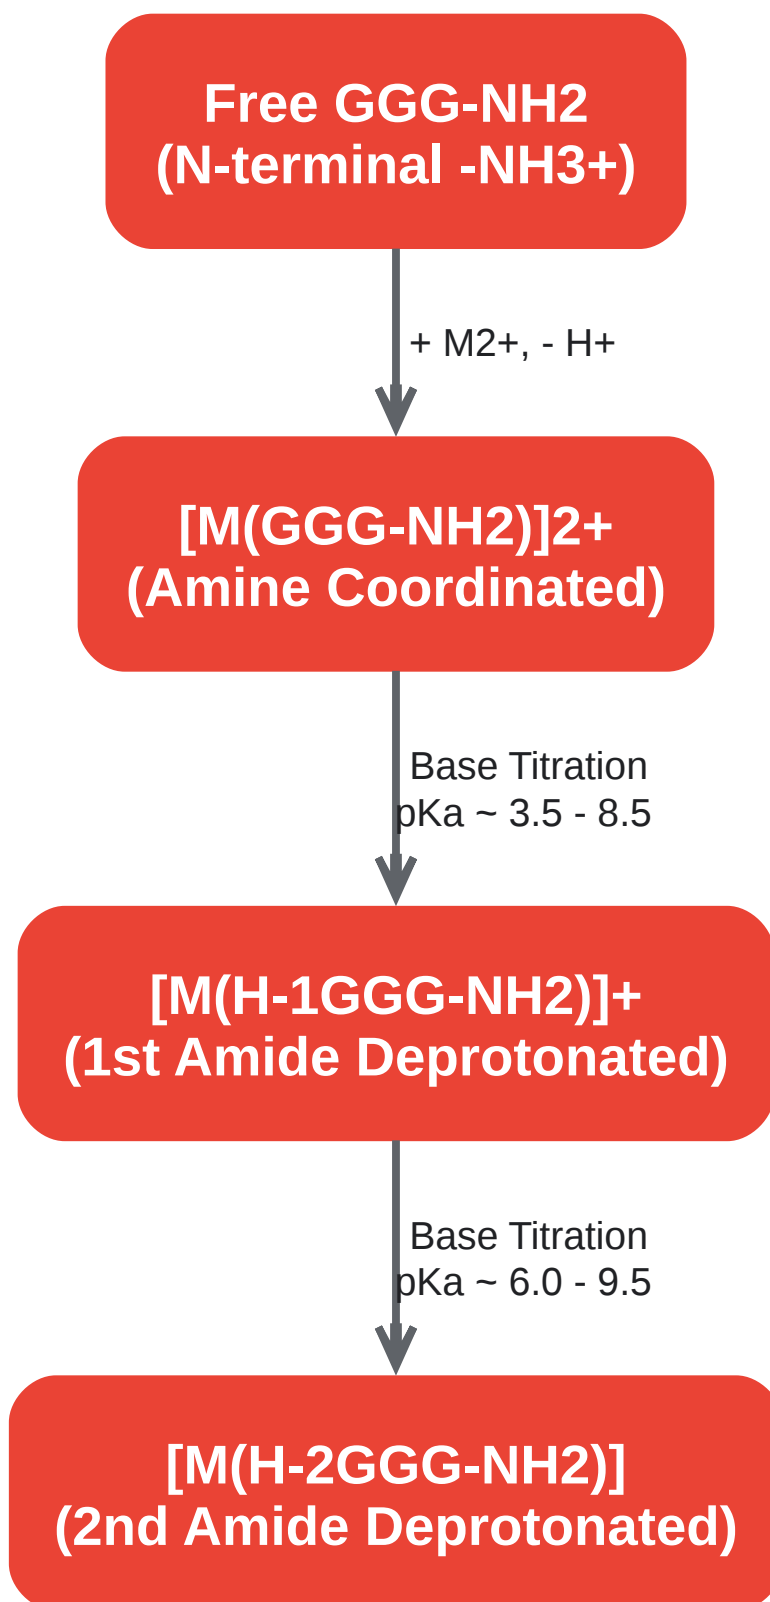 Free GGG-NH2
(N-terminal -NH3+)
+ M2+, - H+
[M(GGG-NH2)]2+
(Amine Coordinated)
Base Titration
pKa ~ 3.5 - 8.5
[M(H-1GGG-NH2)]+
(1st Amide Deprotonated)
Base Titration
pKa ~ 6.0 - 9.5
[M(H-2GGG-NH2)]
(2nd Amide Deprotonated)